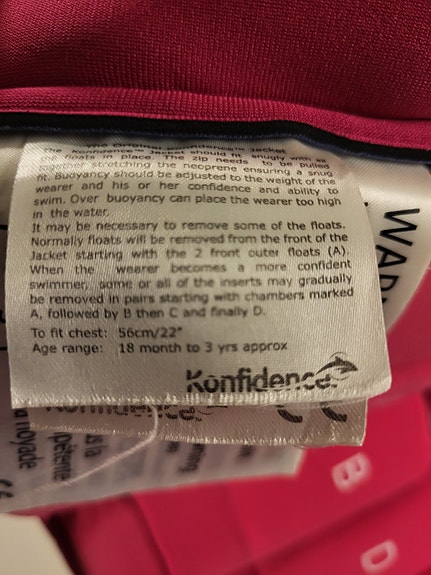 The Original Konfidence™ Jacket
The Konfidence™ Jacket should fit snugly with
the floats in place. The zip needs to be pulled
together stretching the neoprene ensuring a snug
fit. Buoyancy should be adjusted to the weight of the
wearer and his or her confidence and ability to
swim. Over buoyancy can place the wearer too high
in the water.
It may be necessary to remove some of the floats.
Normally floats will be removed from the front of the
Jacket starting with the 2 front outer floats (A).
When the wearer becomes a more confident
swimmer, some or all of the inserts may gradually
be removed in pairs starting with chambers marked
A, followed by B then C and finally D.
To fit chest: 56cm/22"
Age range: 18 month to 3 yrs approx
Konfidence
Konfidence
noyade
B
D